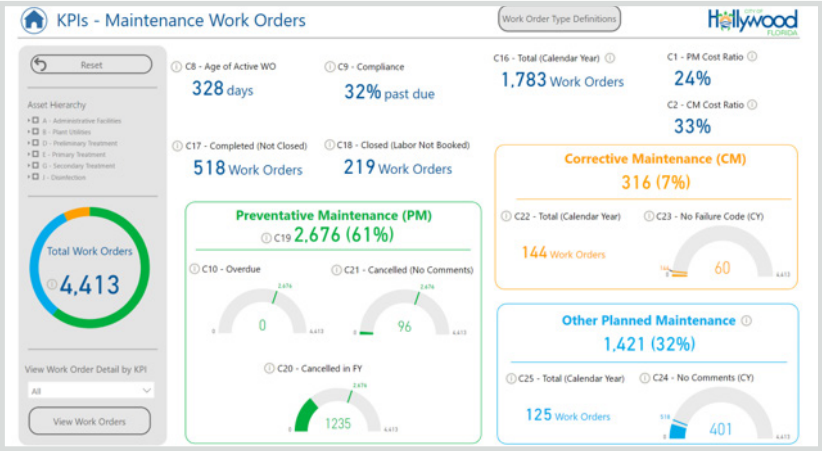 KPIs - Maintenance Work Orders
Work Order Type Definitions
CITY OF
Hollywood
FLORIDA
Reset
Asset Hierarchy
A - Administrative Facilities
B - Plant Utilities
D - Preliminary Treatment
E - Primary Treatment
G - Secondary Treatment
J - Disinfection
Total Work Orders
4,413
View Work Order Detail by KPI
All
View Work Orders
C8 - Age of Active WO
328 days
C9 - Compliance
32% past due
C16 - Total (Calendar Year)
1,783 Work Orders
C1 - PM Cost Ratio
24%
C2 - CM Cost Ratio
33%
C17 - Completed (Not Closed)
518 Work Orders
C18 - Closed (Labor Not Booked)
219 Work Orders
Preventative Maintenance (PM)
C19 2,676 (61%)
C10 - Overdue
2,676
0
0
4,413
C21 - Cancelled (No Comments)
2,676
0
96
4,413
C20 - Cancelled in FY
2,676
0
1235
4,413
Corrective Maintenance (CM)
316 (7%)
C22 - Total (Calendar Year)
144 Work Orders
C23 - No Failure Code (CY)
144
0
60
4,413
Other Planned Maintenance
1,421 (32%)
C25 - Total (Calendar Year)
125 Work Orders
C24 - No Comments (CY)
0
401
4,413